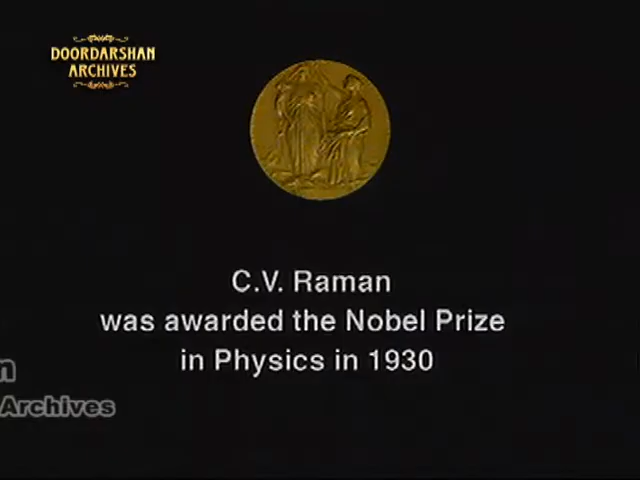 DOORDARSHAN
ARCHIVES
C.V. Raman
was awarded the Nobel Prize
in Physics in 1930
n
Archives